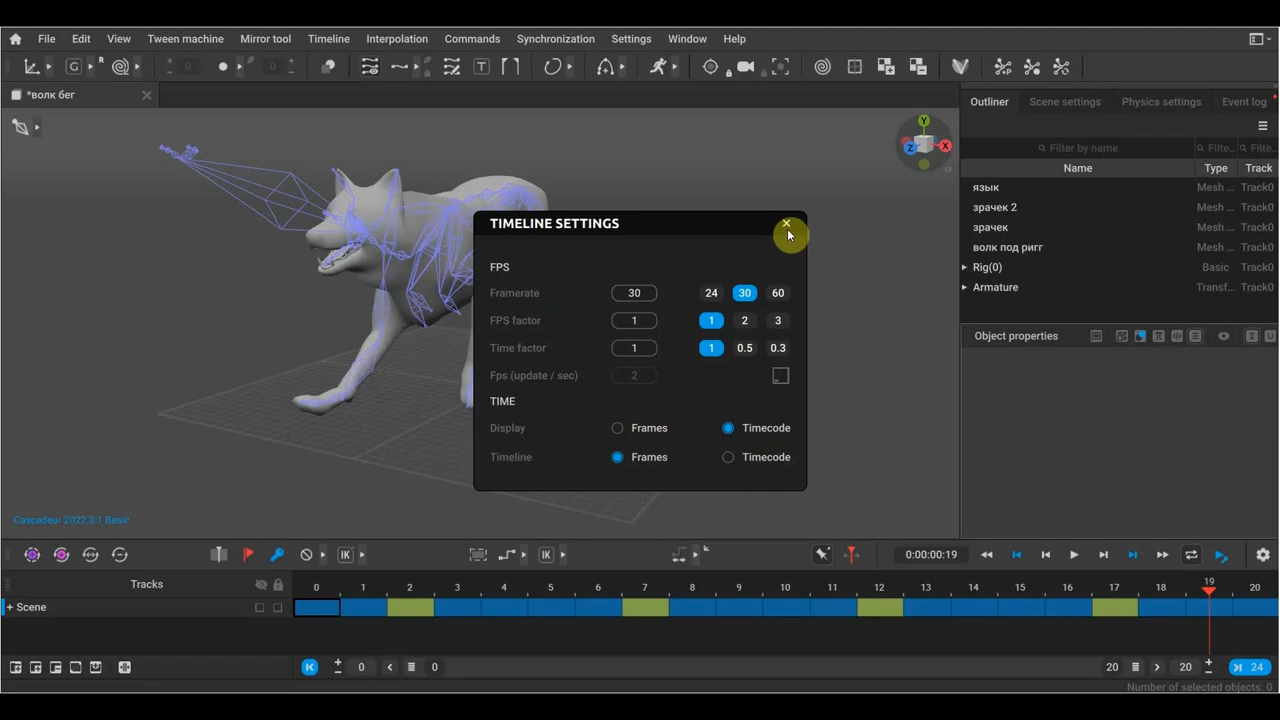 File Edit View Tween machine Mirror tool Timeline Interpolation Commands Synchronization Settings Window Help
*волк бег
Outliner Scene settings Physics settings Event log
Filter by name Filte... Filte...
Name Type Track
язык Mesh ... Track0
зрачек 2 Mesh ... Track0
зрачек Mesh ... Track0
волк под ригг Mesh ... Track0
Rig(0) Basic Track0
Armature Transf... Track0
Object properties
Y
Z X
TIMELINE SETTINGS
FPS
Framerate 30 24 30 60
FPS factor 1 1 2 3
Time factor 1 1 0.5 0.3
Fps (update / sec) 2
TIME
Display Frames Timecode
Timeline Frames Timecode
Cascadeur 2022.3.1 Basic
IK IK 0:00:00:19
Tracks 0 1 2 3 4 5 6 7 8 9 10 11 12 13 14 15 16 17 18 19 20
+ Scene
0 0 20 20 24
Number of selected objects: 0